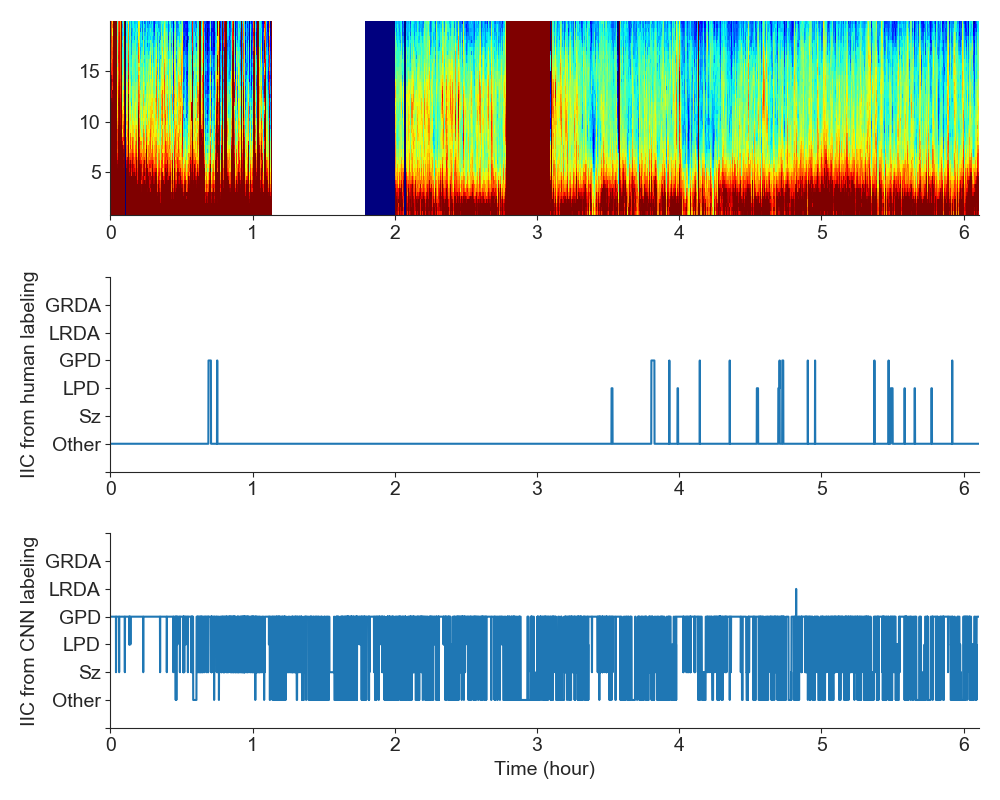 15
10
5
0 1 2 3 4 5 6
IIC from human labeling
GRDA
LRDA
GPD
LPD
Sz
Other
0 1 2 3 4 5 6
IIC from CNN labeling
GRDA
LRDA
GPD
LPD
Sz
Other
0 1 2 3 4 5 6
Time (hour)